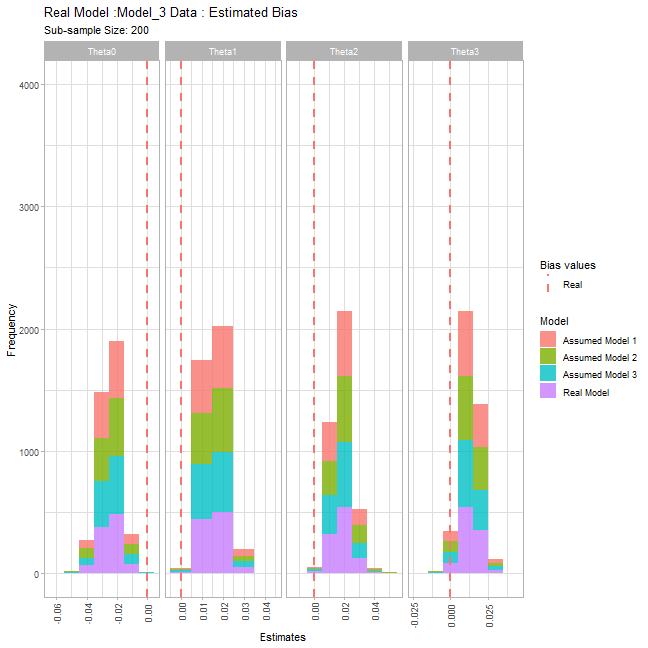 Real Model :Model_3 Data : Estimated Bias
Sub-sample Size: 200
Theta0
Theta1
Theta2
Theta3
4000
3000
2000
1000
0
Frequency
-0.06
-0.04
-0.02
0.00
0.00
0.01
0.02
0.03
0.04
0.00
0.02
0.04
-0.025
0.000
0.025
Estimates
Bias values
Real
Model
Assumed Model 1
Assumed Model 2
Assumed Model 3
Real Model